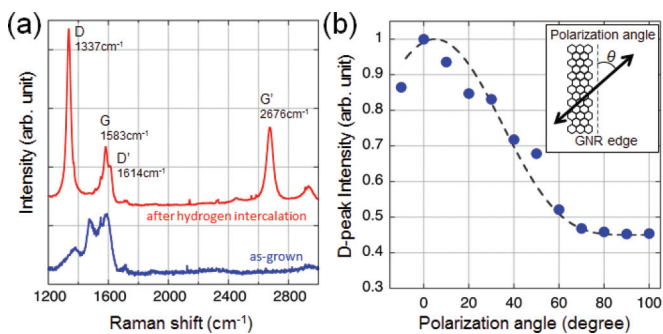 (a)
D
1337cm-1
G
1583cm-1
D'
1614cm-1
G'
2676cm-1
after hydrogen intercalation
as-grown
Intensity (arb. unit)
1200 1600 2000 2400 2800
Raman shift (cm-1)
(b)
Polarization angle
θ
GNR edge
D-peak Intensity (arb. unit)
1
0.9
0.8
0.7
0.6
0.5
0.4
0.3
0 20 40 60 80 100
Polarization angle (degree)